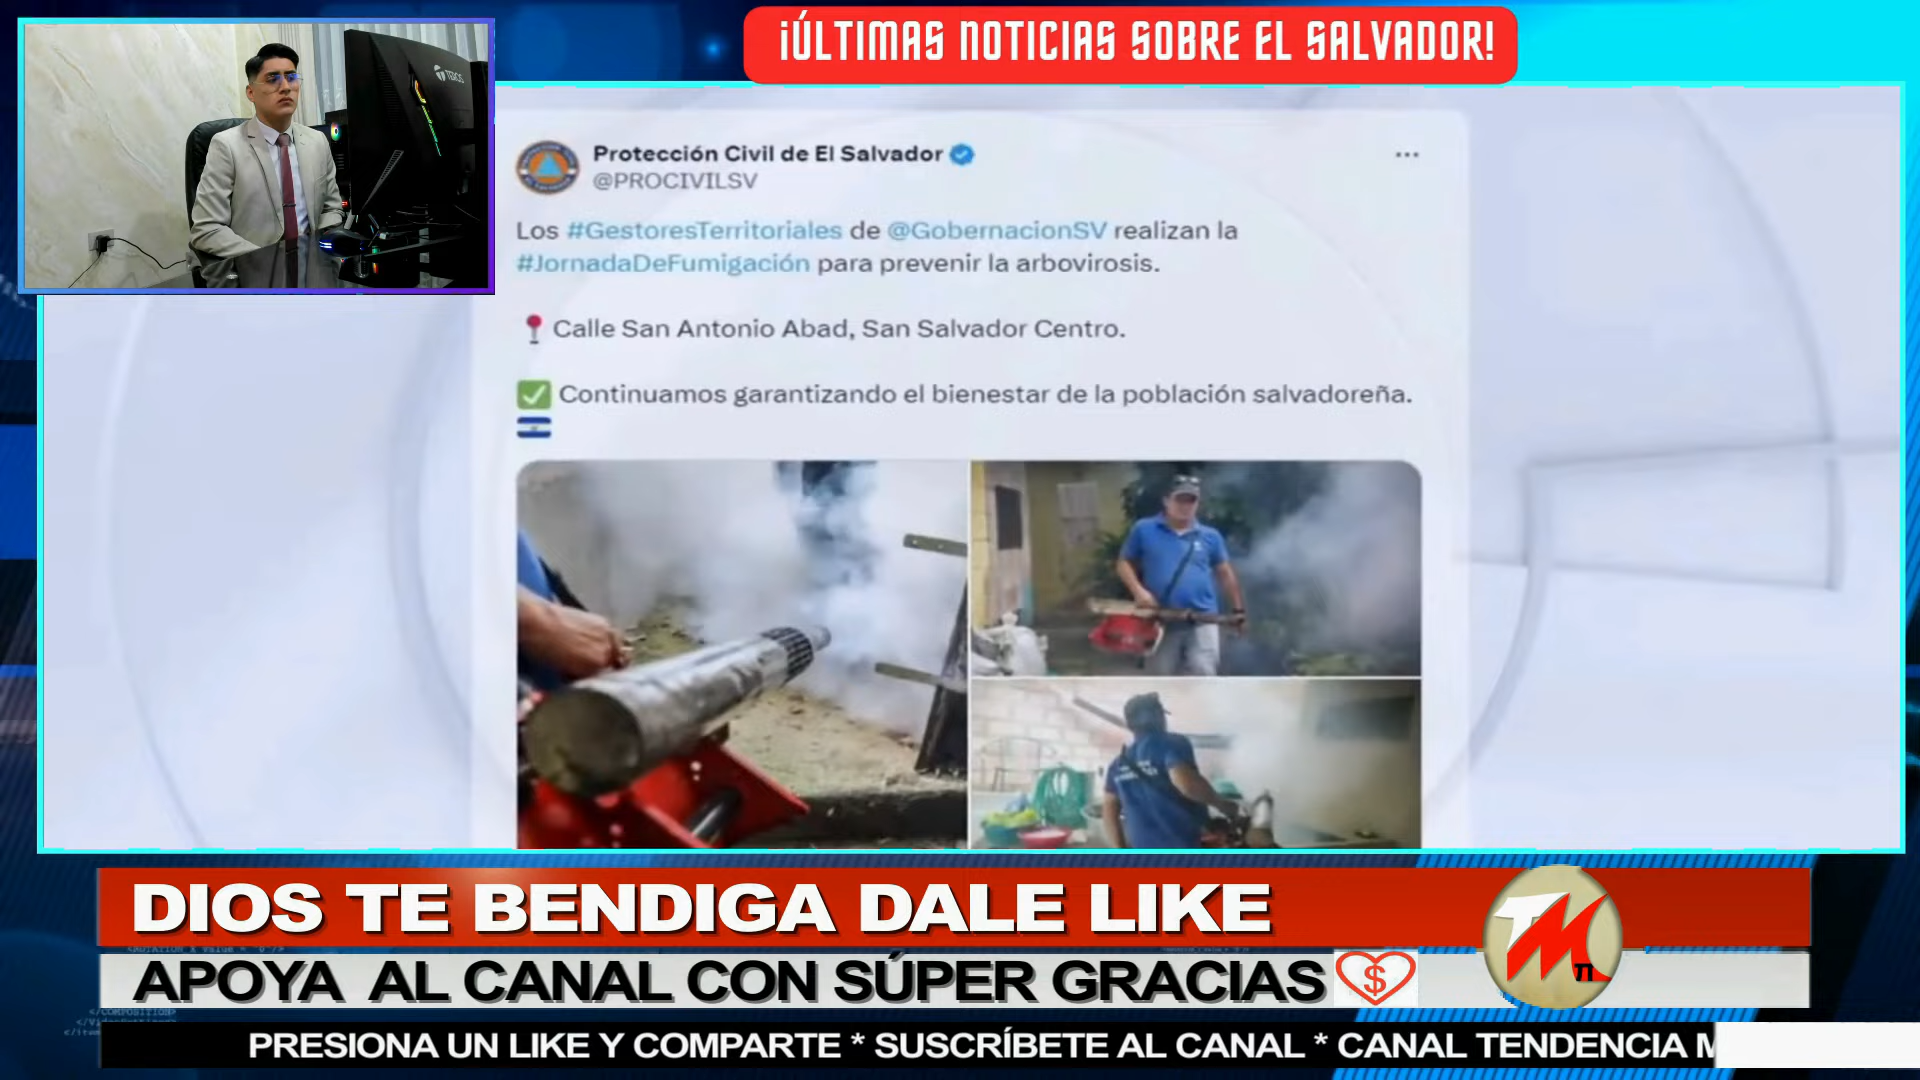 ¡ÚLTIMAS NOTICIAS SOBRE EL SALVADOR!
TEROS
Protección Civil de El Salvador
@PROCIVILSV
Los #GestoresTerritoriales de @GobernacionSV realizan la
#JornadaDeFumigación para prevenir la arbovirosis.
Calle San Antonio Abad, San Salvador Centro.
Continuamos garantizando el bienestar de la población salvadoreña.
DIOS TE BENDIGA DALE LIKE
APOYA AL CANAL CON SÚPER GRACIAS
$
TM
PRESIONA UN LIKE Y COMPARTE * SUSCRÍBETE AL CANAL * CANAL TENDENCIA M